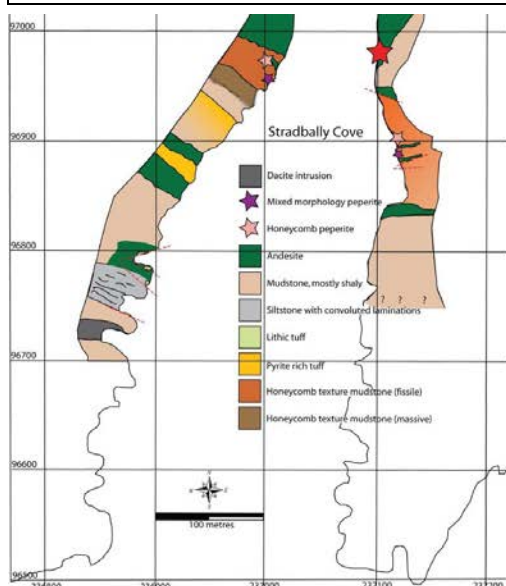 97000
96900
Stradbally Cove
Dacite intrusion
Mixed morphology peperite
Honeycomb peperite
Andesite
96800
Mudstone, mostly shaly
? ? ?
Siltstone with convoluted laminations
Lithic tuff
96700
Pyrite rich tuff
Honeycomb texture mudstone (fissile)
Honeycomb texture mudstone (massive)
96600
100 metres
96500